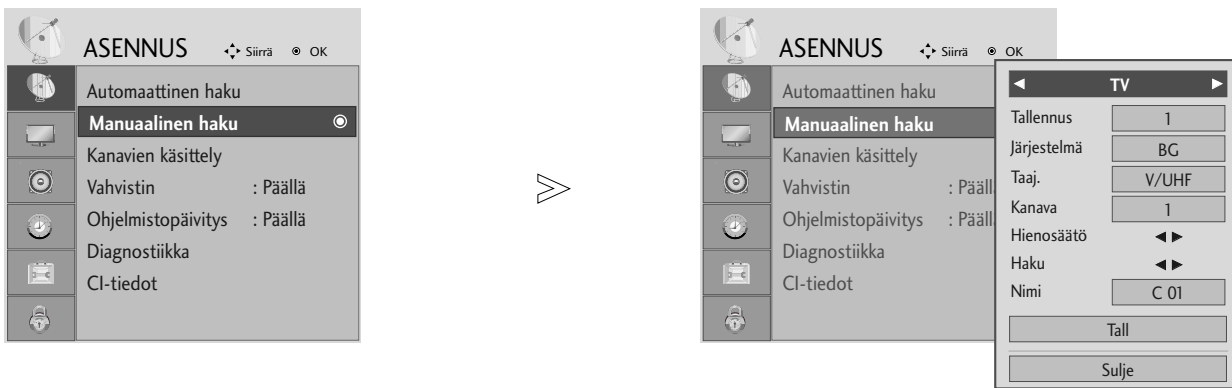 ASENNUS Siirrä OK
Automaattinen haku
Manuaalinen haku
Kanavien käsittely
Vahvistin : Päällä
Ohjelmistopäivitys : Päällä
Diagnostiikka
CI-tiedot
ASENNUS Siirrä OK
Automaattinen haku
Manuaalinen haku
Kanavien käsittely
Vahvistin : Pääll
Ohjelmistopäivitys : Pääll
Diagnostiikka
CI-tiedot
◄ TV ►
Tallennus 1
Järjestelmä BG
Taaj. V/UHF
Kanava 1
Hienosäätö ◄ ►
Haku ◄ ►
Nimi C 01
Tall
Sulje